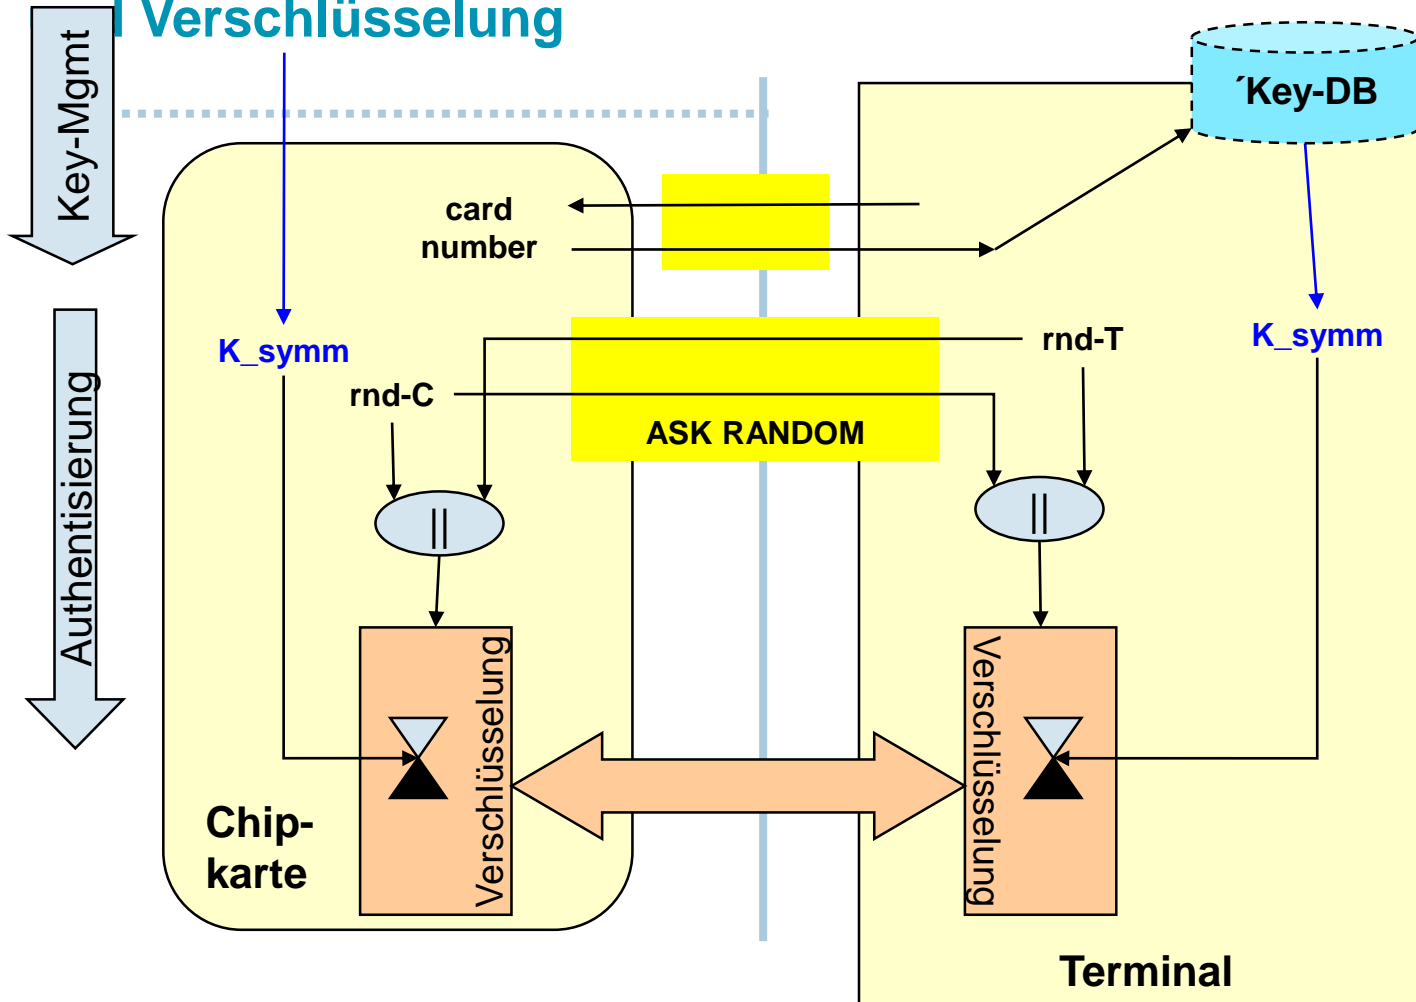 Verschlüsselung
Key-Mgmt
´Key-DB
card
number
K_symm
rnd-T
K_symm
rnd-C
ASK RANDOM
||
||
Authentisierung
Verschlüsselung
Verschlüsselung
Chip-
karte
Terminal